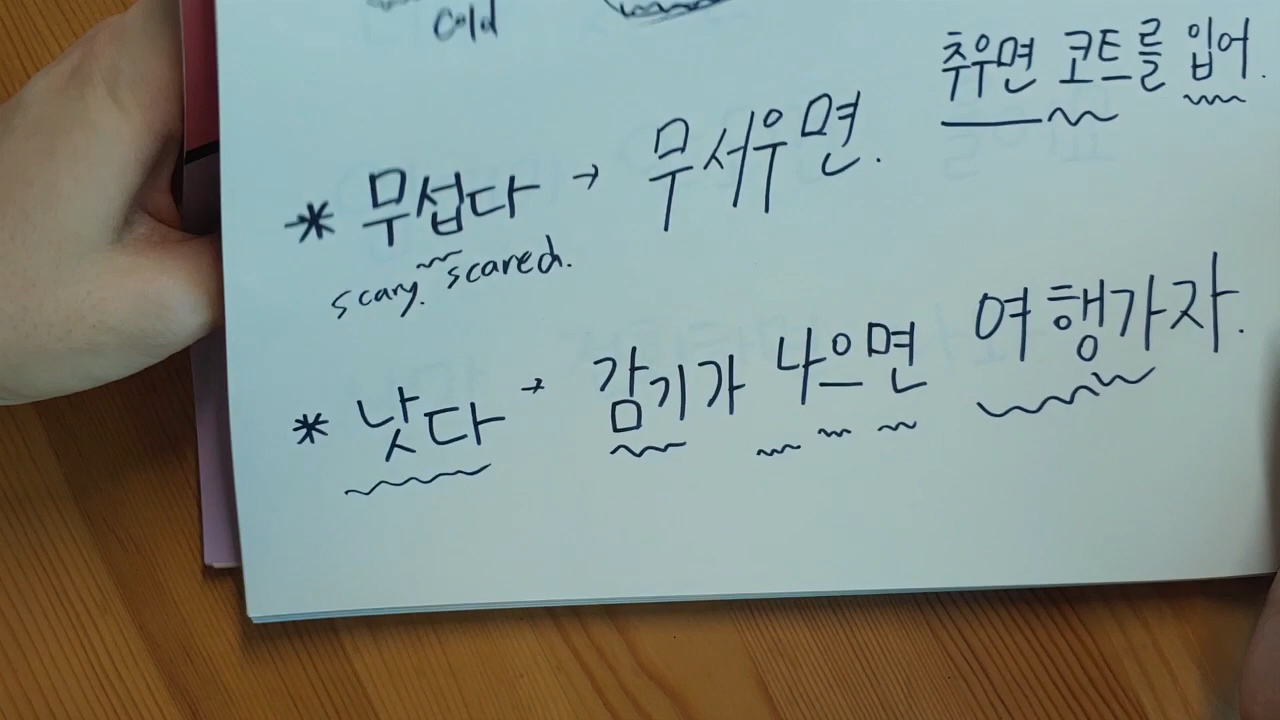 cold
추우면 코트를 입어.
* 무섭다 → 무서우면.
scary. scared.
* 낫다 → 감기가 나으면 여행가자.